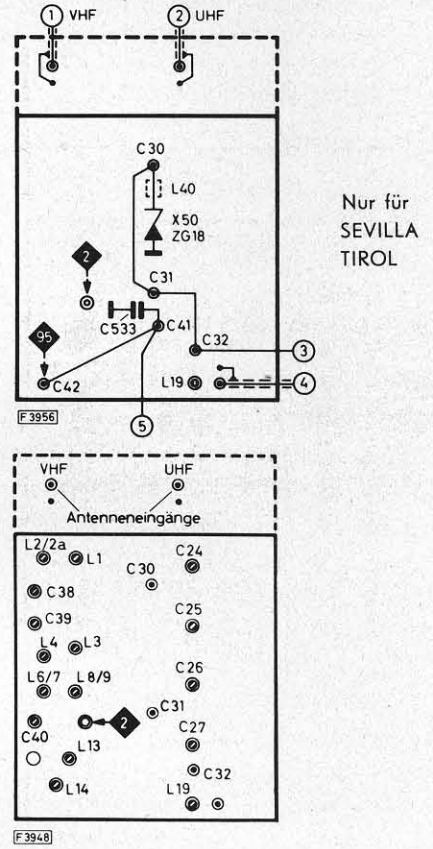 1 VHF 2 UHF
C30
L40
X50
ZG18
Nur für
SEVILLA
TIROL
2
C31
C533 C41
95
C32
3
C42
L19
4
F 3956
5
VHF UHF
Antenneneingänge
L2/2a L1 C24
C30
C38
C39 C25
L4 L3
L6/7 L8/9 C26
2
C31
C40 C27
L13
C32
L14
L19
F 3948